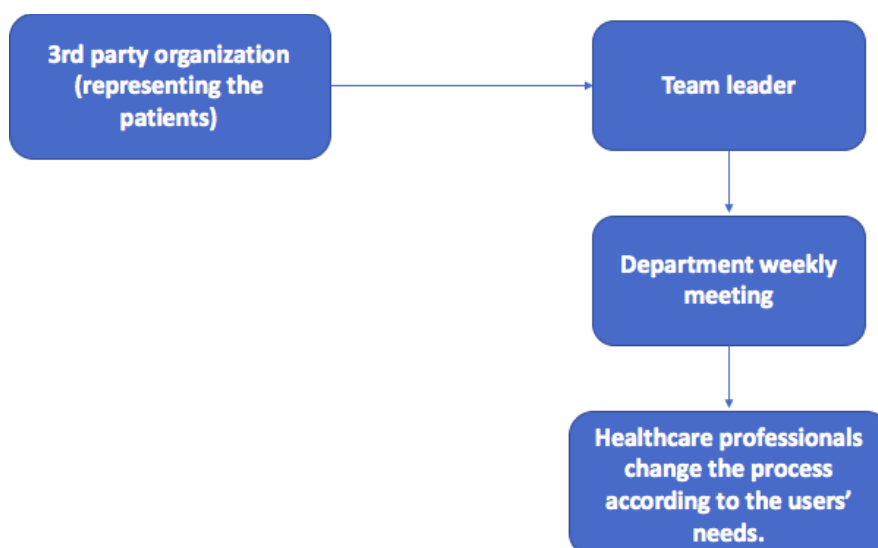 3rd party organization
(representing the
patients)
Team leader
Department weekly
meeting
Healthcare professionals
change the process
according to the users’
needs.